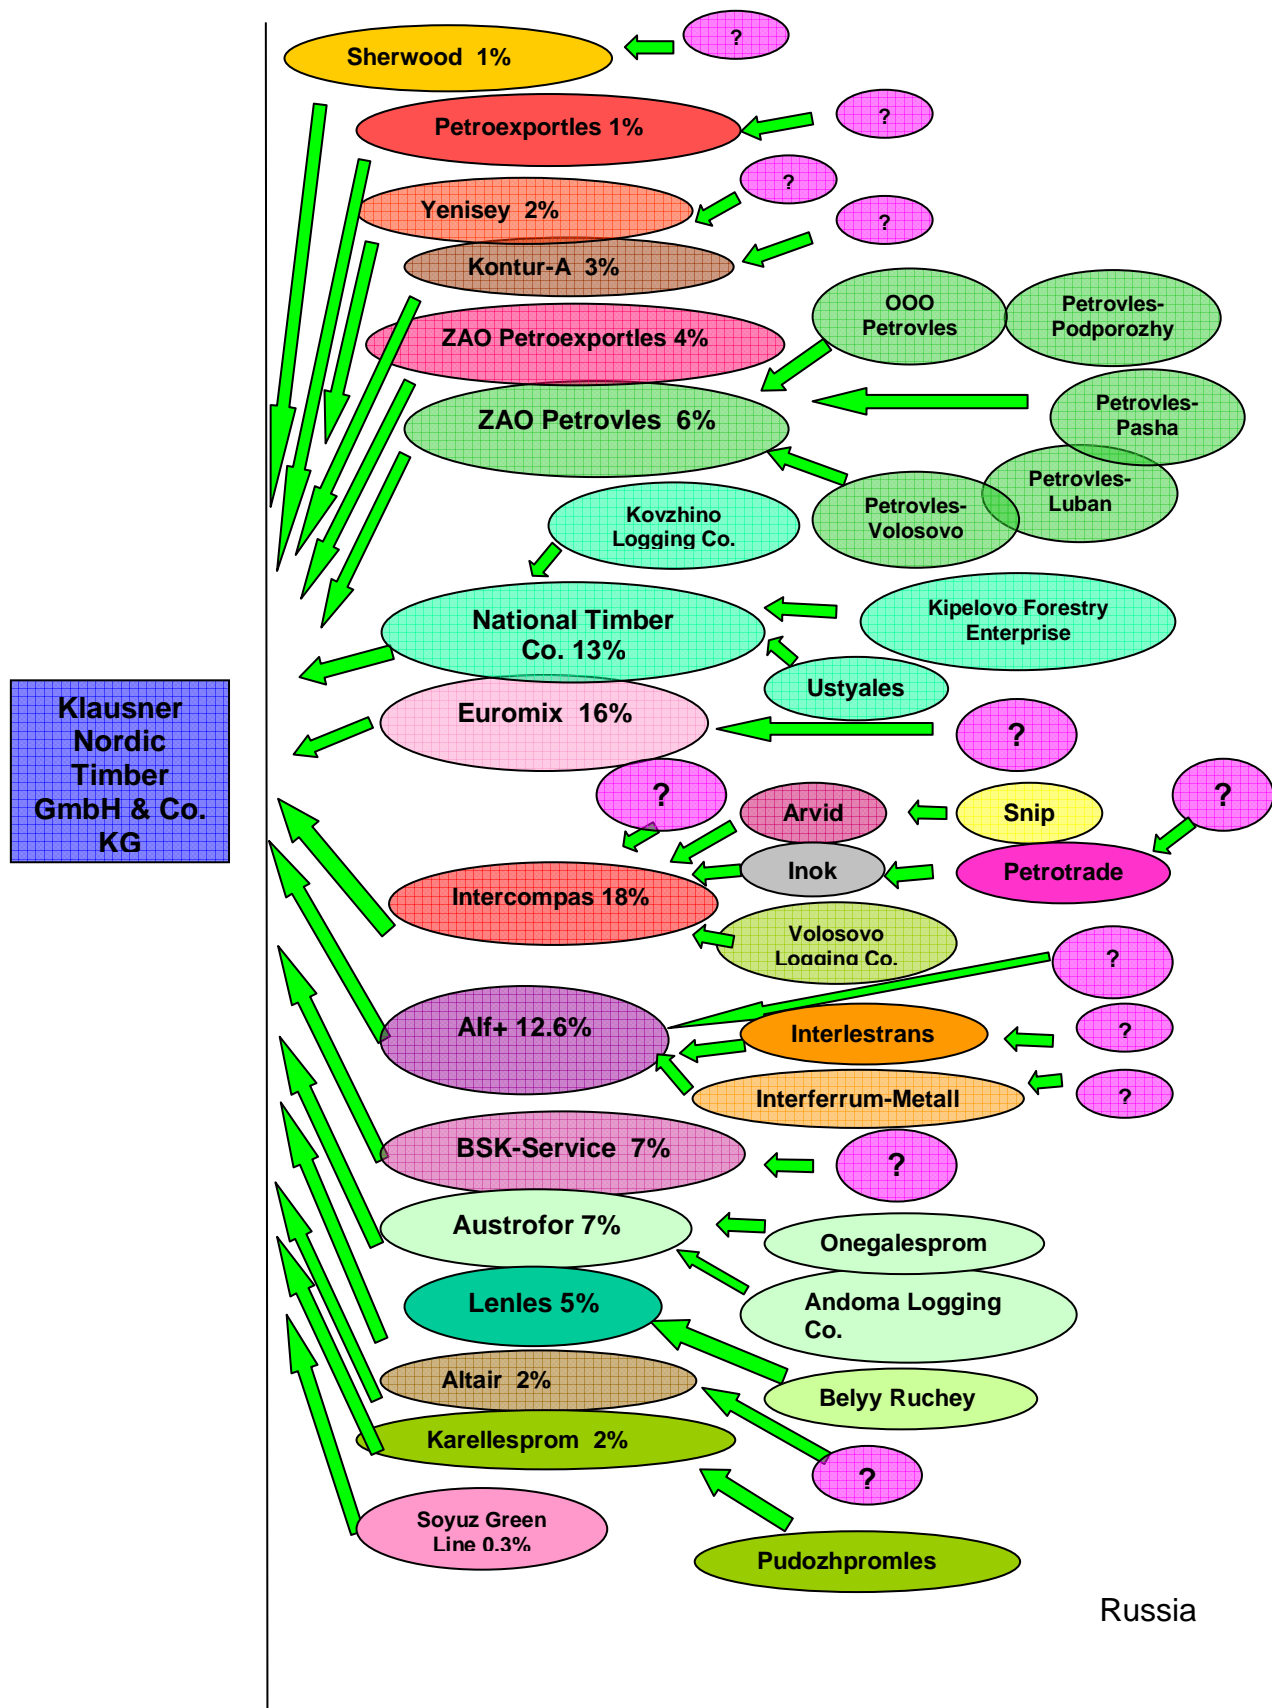 ?
Sherwood 1%
Petroexportles 1%
?
?
Yenisey 2%
?
Kontur-A 3%
OOO
Petrovles
Petrovles-
Podporozhy
ZAO Petroexportles 4%
ZAO Petrovles 6%
Petrovles-
Pasha
Petrovles-
Luban
Petrovles-
Volosovo
Kovzhino
Logging Co.
National Timber
Co. 13%
Kipelovo Forestry
Enterprise
Ustyales
Klausner
Nordic
Timber
GmbH & Co.
KG
Euromix 16%
?
?
Arvid
Snip
?
Inok
Petrotrade
Intercompas 18%
Volosovo
Logging Co.
?
Alf+ 12.6%
Interlestrans
?
Interferrum-Metall
?
BSK-Service 7%
?
Austrofor 7%
Onegalesprom
Lenles 5%
Andoma Logging
Co.
Altair 2%
Belyy Ruchey
Karellesprom 2%
?
Soyuz Green
Line 0.3%
Pudozhpromles
Russia